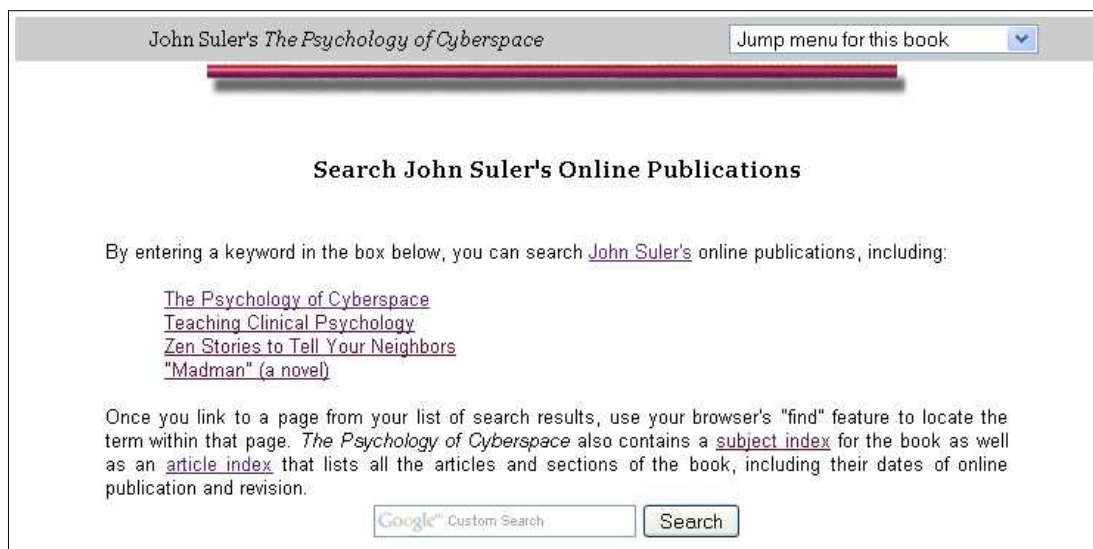 John Suler's The Psychology of Cyberspace
Jump menu for this book
Search John Suler's Online Publications
By entering a keyword in the box below, you can search John Suler's online publications, including:
The Psychology of Cyberspace
Teaching Clinical Psychology
Zen Stories to Tell Your Neighbors
"Madman" (a novel)
Once you link to a page from your list of search results, use your browser's "find" feature to locate the
term within that page. The Psychology of Cyberspace also contains a subject index for the book as well
as an article index that lists all the articles and sections of the book, including their dates of online
publication and revision.
Google™ Custom Search
Search